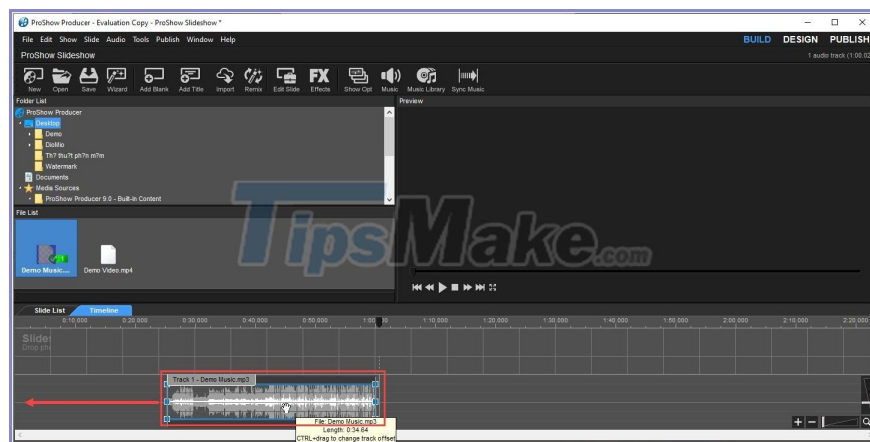 ProShow Producer - Evaluation Copy - ProShow Slideshow *
File Edit Show Slide Audio Tools Publish Window Help
BUILD DESIGN PUBLISH
ProShow Slideshow
1 audio track (1:00.02
New Open Save Wizard Add Blank Add Title Import Remix Edit Slide Effects Show Opt Music Music Library Sync Music
FX
Folder List
Preview
ProShow Producer
Desktop
Demo
DioMio
Th? thu?t ph?n m?m
Watermark
Documents
Media Sources
ProShow Producer 9.0 - Built-In Content
File List
TipsMake.com
Demo Music....
Demo Video.mp4
Slide List Timeline
0:10.000 0:20.000 0:30.000 0:40.000 0:50.000 1:00 1:10.000 1:20.000 1:30.000 1:40.000 1:50.000 2:00.000 2:10.000 2:20.000
Slides
Drop pho
Track 1 - Demo Music.mp3
File: Demo Music.mp3
Length: 0:34.64
CTRL+drag to change track offset